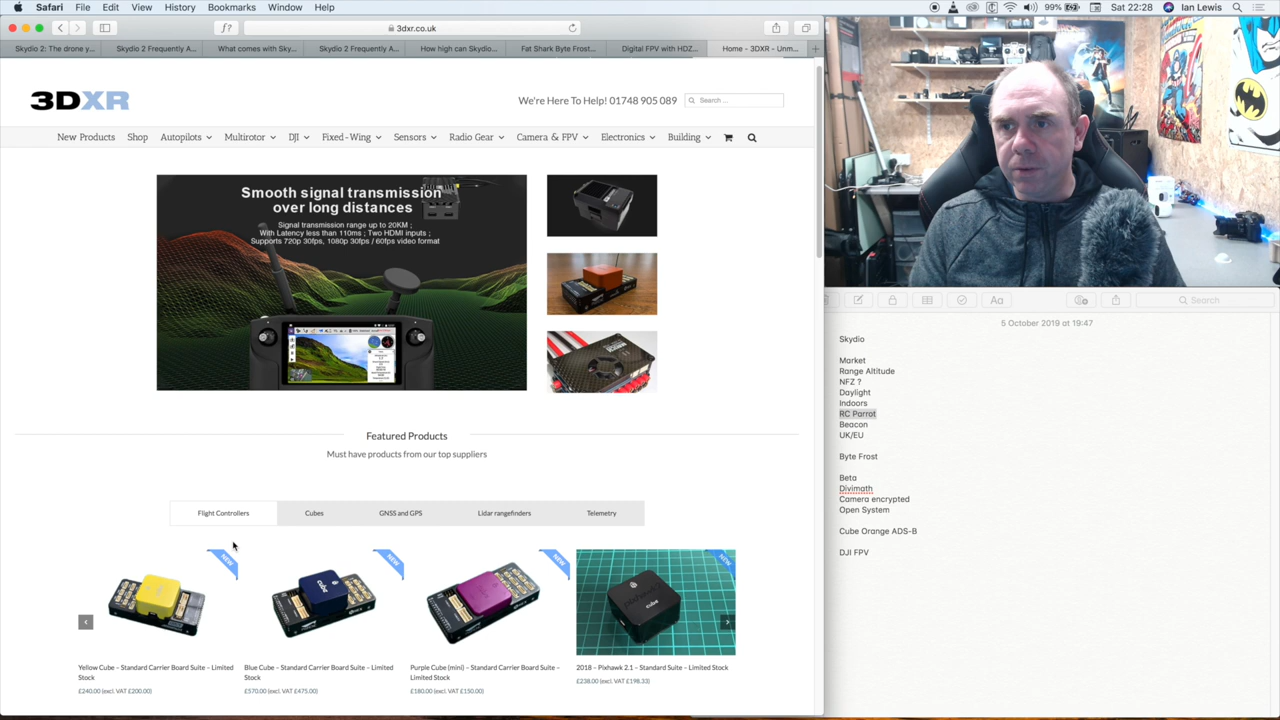 Safari File Edit View History Bookmarks Window Help
99% Sat 22:28 Ian Lewis
3dxr.co.uk
Skydio 2: The drone y... Skydio 2 Frequently A... What comes with Sky... Skydio 2 Frequently A... How high can Skydio... Fat Shark Byte Frost... Digital FPV with HDZ... Home - 3DXR - Unm...
3DXR
We're Here To Help! 01748 905 089
Search ...
New Products Shop Autopilots Multirotor DJI Fixed-Wing Sensors Radio Gear Camera & FPV Electronics Building
Smooth signal transmission
over long distances
Signal transmission range up to 20KM ;
With Latency less than 110ms ; Two HDMI inputs ;
Supports 720p 30fps, 1080p 30fps / 60fps video format
Featured Products
Must have products from our top suppliers
Flight Controllers Cubes GNSS and GPS Lidar rangefinders Telemetry
NEW NEW NEW NEW
cube
cube
Yellow Cube – Standard Carrier Board Suite – Limited
Stock
£240.00 (excl. VAT £200.00)
Blue Cube – Standard Carrier Board Suite – Limited
Stock
£570.00 (excl. VAT £475.00)
Purple Cube (mini) – Standard Carrier Board Suite –
Limited Stock
£180.00 (excl. VAT £150.00)
2018 – Pixhawk 2.1 – Standard Suite – Limited Stock
£238.00 (excl. VAT £198.33)
Aa
Search
5 October 2019 at 19:47
Skydio
Market
Range Altitude
NFZ ?
Daylight
Indoors
RC Parrot
Beacon
UK/EU
Byte Frost
Beta
Divimath
Camera encrypted
Open System
Cube Orange ADS-B
DJI FPV